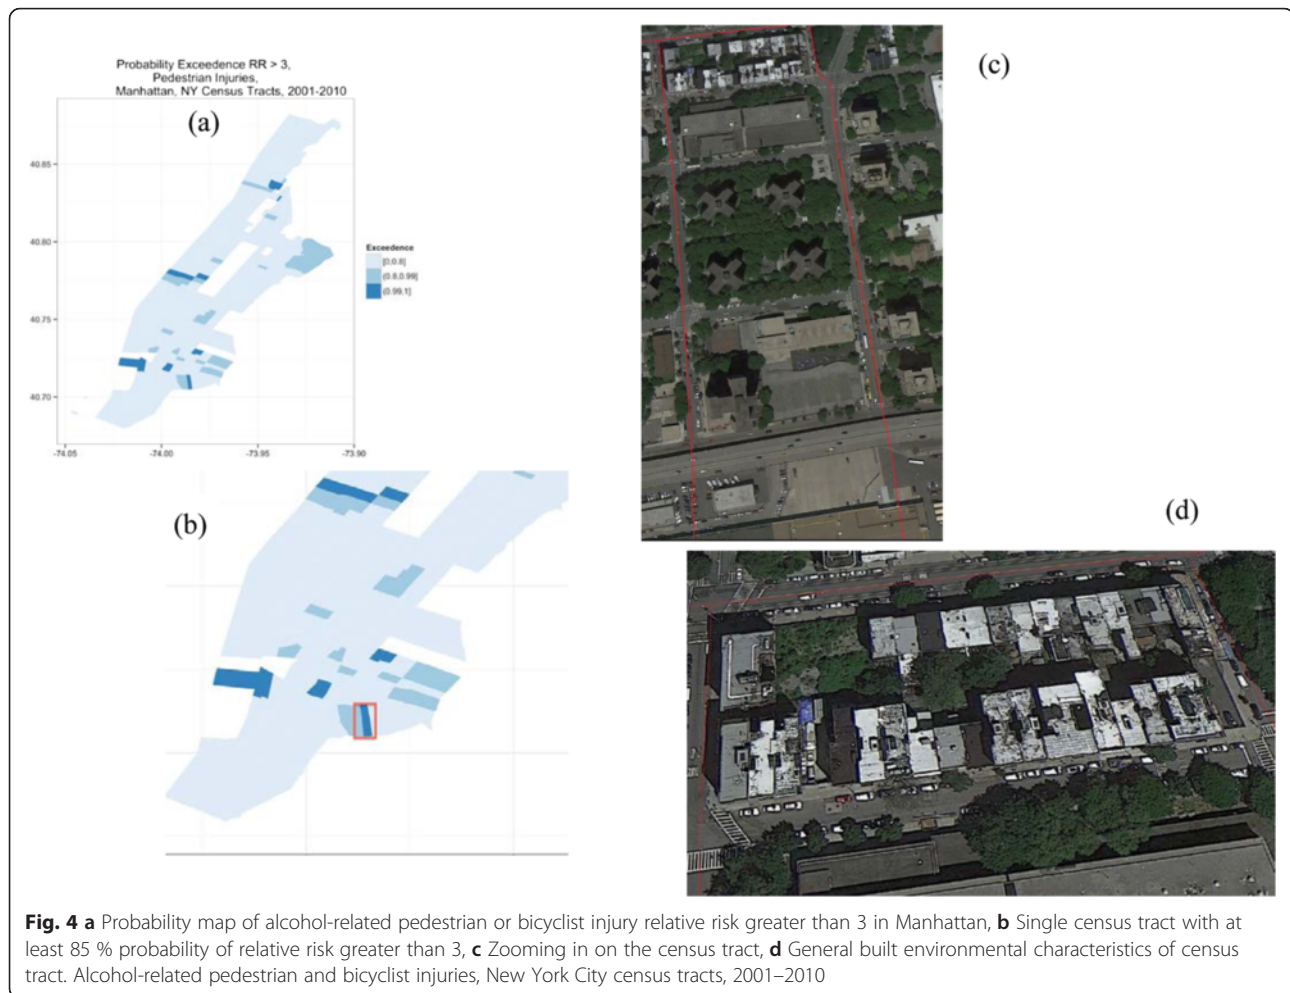 Probability Exceedence RR > 3,
Pedestrian Injuries,
Manhattan, NY Census Tracts, 2001-2010
(a)
40.85
40.80
40.75
40.70
-74.05 -74.00 -73.95 -73.90
Exceedence
[0,0.8]
(0.8,0.99]
(0.99,1]
(b)
(c)
(d)
Fig. 4 a Probability map of alcohol-related pedestrian or bicyclist injury relative risk greater than 3 in Manhattan, b Single census tract with at
least 85 % probability of relative risk greater than 3, c Zooming in on the census tract, d General built environmental characteristics of census
tract. Alcohol-related pedestrian and bicyclist injuries, New York City census tracts, 2001–2010